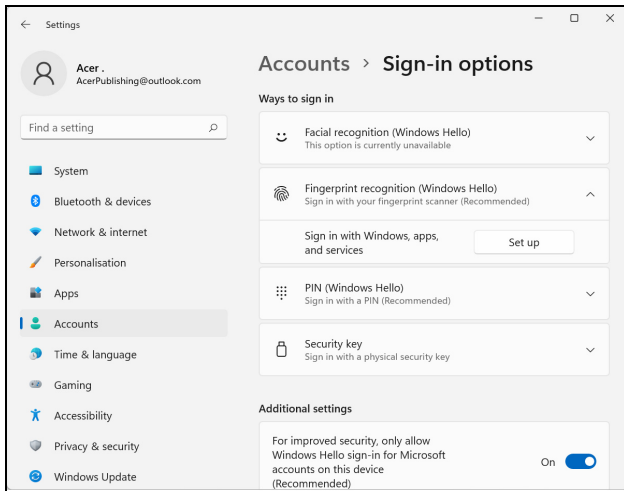 Settings
Acer .
AcerPublishing@outlook.com
Find a setting
System
Bluetooth & devices
Network & internet
Personalisation
Apps
Accounts
Time & language
Gaming
Accessibility
Privacy & security
Windows Update
Accounts > Sign-in options
Ways to sign in
Facial recognition (Windows Hello)
This option is currently unavailable
Fingerprint recognition (Windows Hello)
Sign in with your fingerprint scanner (Recommended)
Sign in with Windows, apps,
and services
Set up
PIN (Windows Hello)
Sign in with a PIN (Recommended)
Security key
Sign in with a physical security key
Additional settings
For improved security, only allow
Windows Hello sign-in for Microsoft
accounts on this device
(Recommended)
On